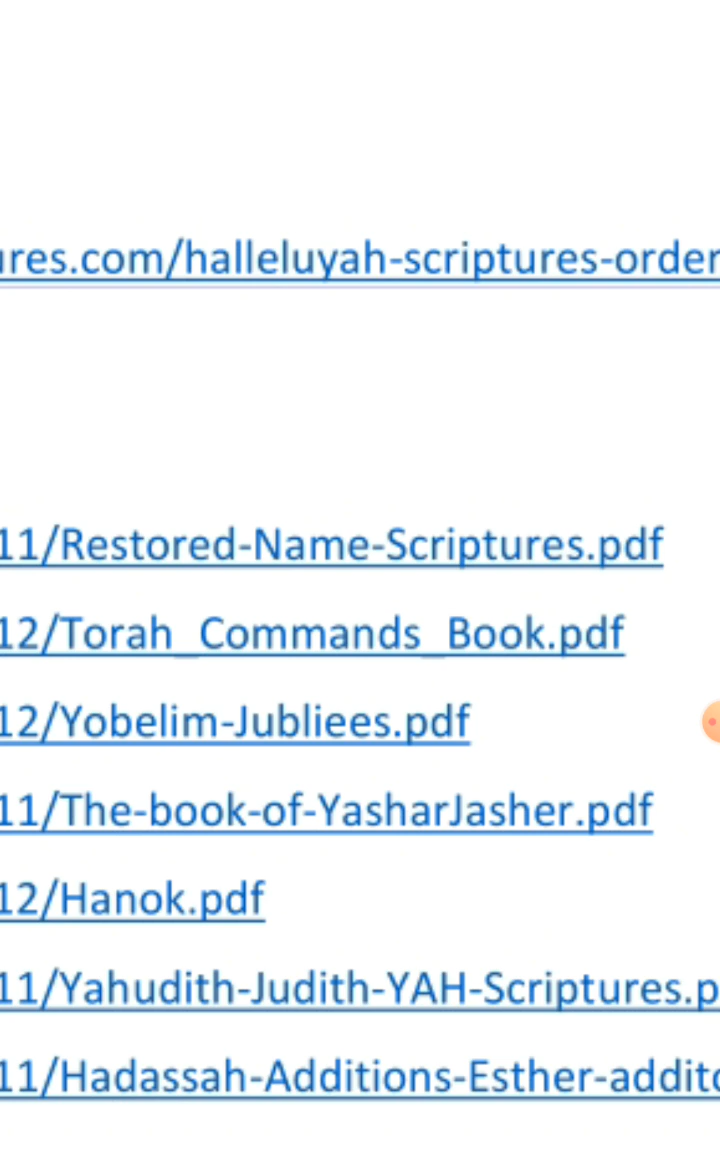 ures.com/halleluyah-scriptures-order
11/Restored-Name-Scriptures.pdf
12/Torah_Commands_Book.pdf
12/Yobelim-Jubliees.pdf
11/The-book-of-YasharJasher.pdf
12/Hanok.pdf
11/Yahudith-Judith-YAH-Scriptures.p
11/Hadassah-Additions-Esther-addito